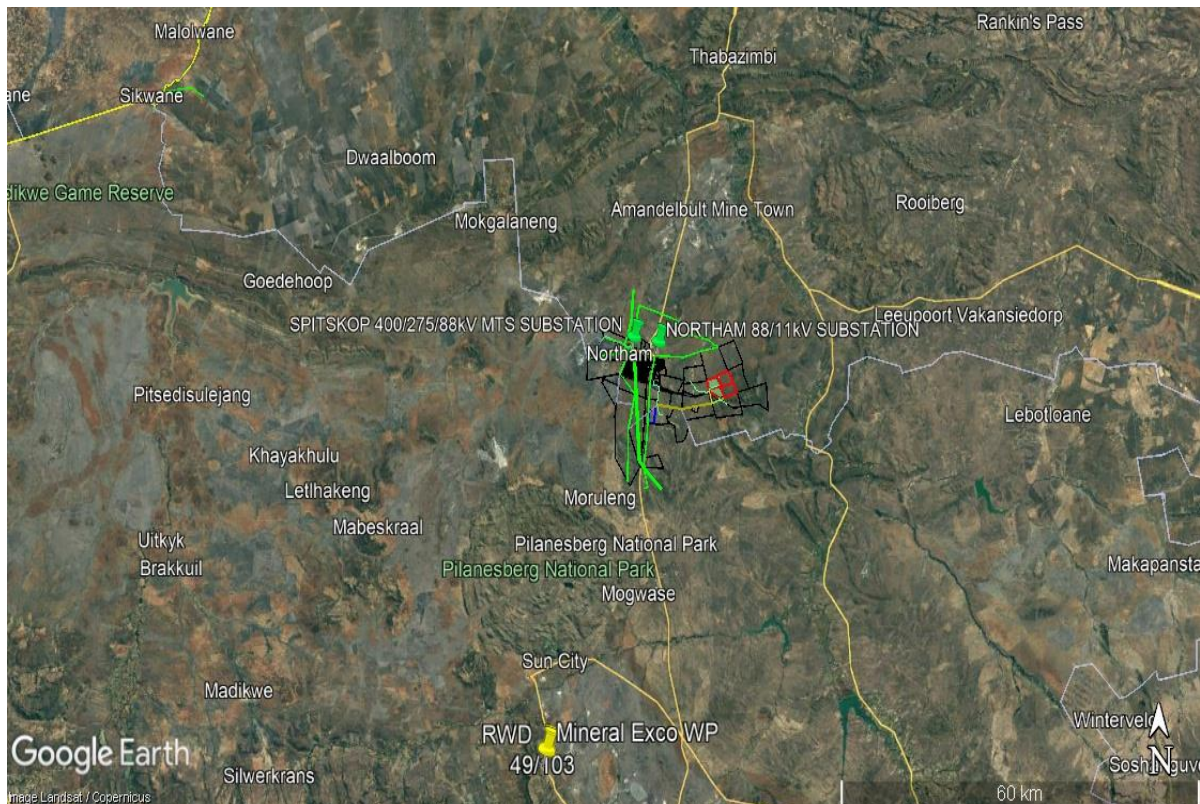 Malolwane
Rankin's Pass
Thabazimbi
ane
Sikwane
Dwaalboom
dikwe Game Reserve
Rooiberg
Amandelbult Mine Town
Mokgalaneng
Goedehoop
SPITSKOP 400/275/88kV MTS SUBSTATION
NORTHAM 88/11kV SUBSTATION
Leeupoort Vakansiedorp
Northam
Pitsedisulejang
Lebotloane
Khayakhulu
Letlhakeng
Moruleng
Mabeskraal
Uitkyk
Pilanesberg National Park
Brakkuil
Pilanesberg National Park
Makapansta
Mogwase
Sun City
Madikwe
Winterveld
RWD
Mineral Exco WP
49/103
Google Earth
N
Silwerkrans
Image Landsat / Copernicus
60 km